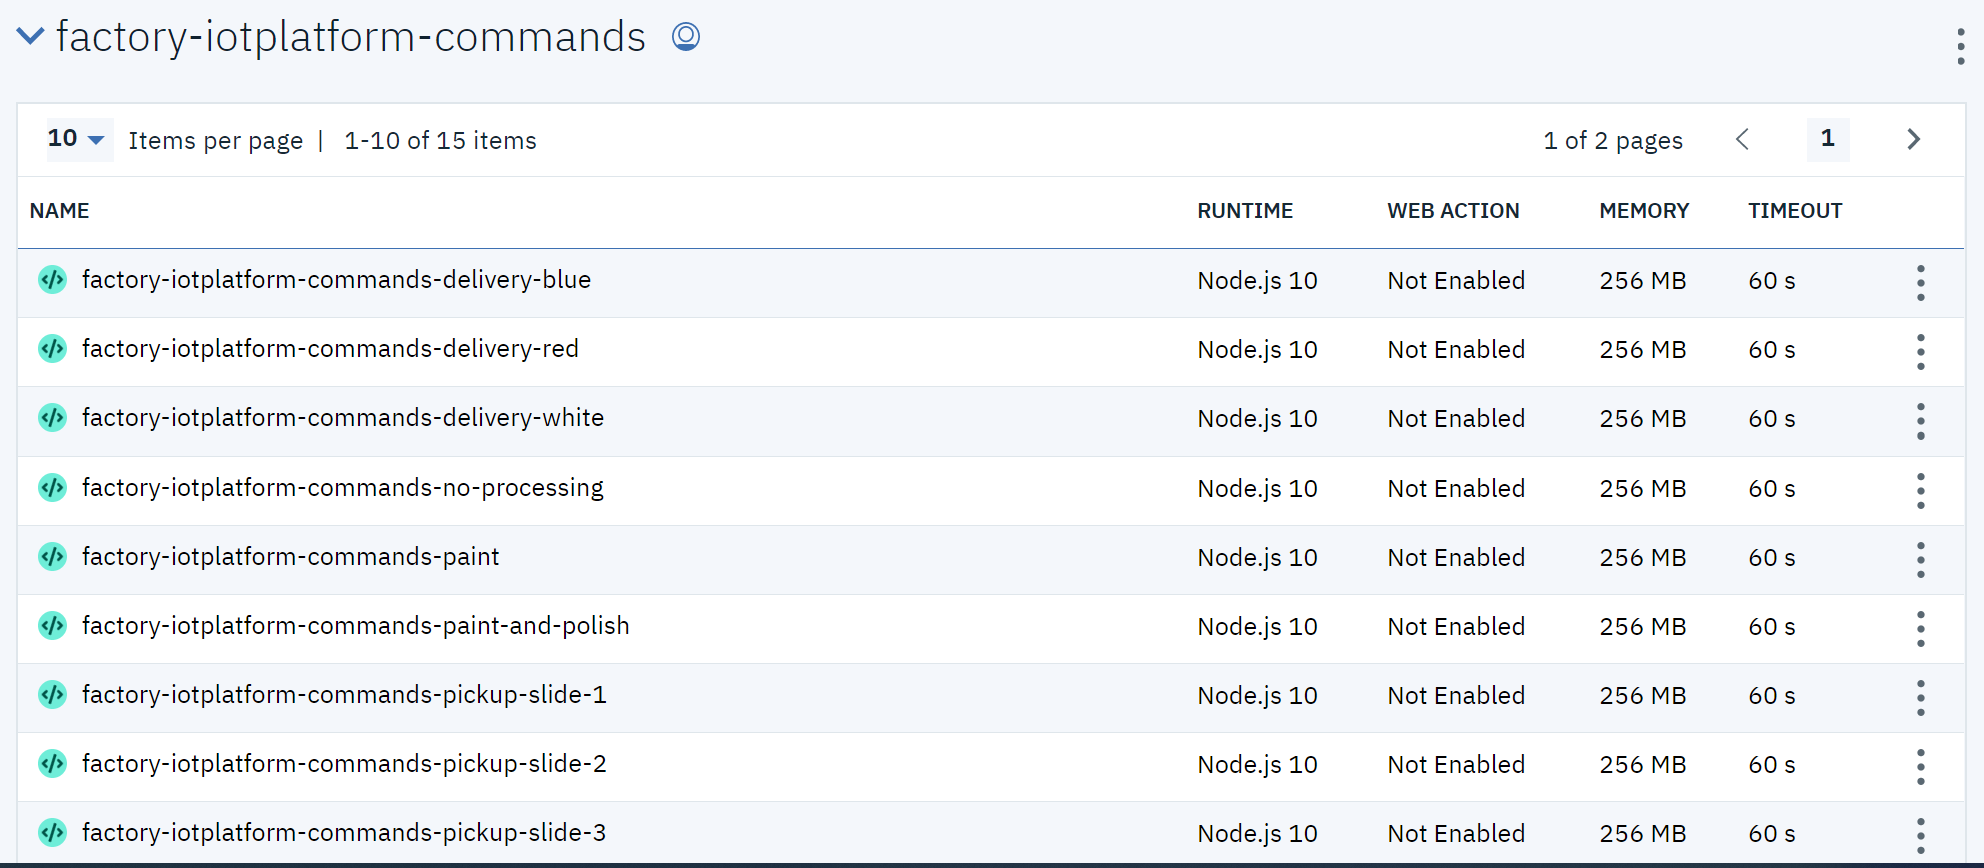 factory-iotplatform-commands
10 Items per page | 1-10 of 15 items 1 of 2 pages 1
NAME RUNTIME WEB ACTION MEMORY TIMEOUT
factory-iotplatform-commands-delivery-blue Node.js 10 Not Enabled 256 MB 60 s
factory-iotplatform-commands-delivery-red Node.js 10 Not Enabled 256 MB 60 s
factory-iotplatform-commands-delivery-white Node.js 10 Not Enabled 256 MB 60 s
factory-iotplatform-commands-no-processing Node.js 10 Not Enabled 256 MB 60 s
factory-iotplatform-commands-paint Node.js 10 Not Enabled 256 MB 60 s
factory-iotplatform-commands-paint-and-polish Node.js 10 Not Enabled 256 MB 60 s
factory-iotplatform-commands-pickup-slide-1 Node.js 10 Not Enabled 256 MB 60 s
factory-iotplatform-commands-pickup-slide-2 Node.js 10 Not Enabled 256 MB 60 s
factory-iotplatform-commands-pickup-slide-3 Node.js 10 Not Enabled 256 MB 60 s